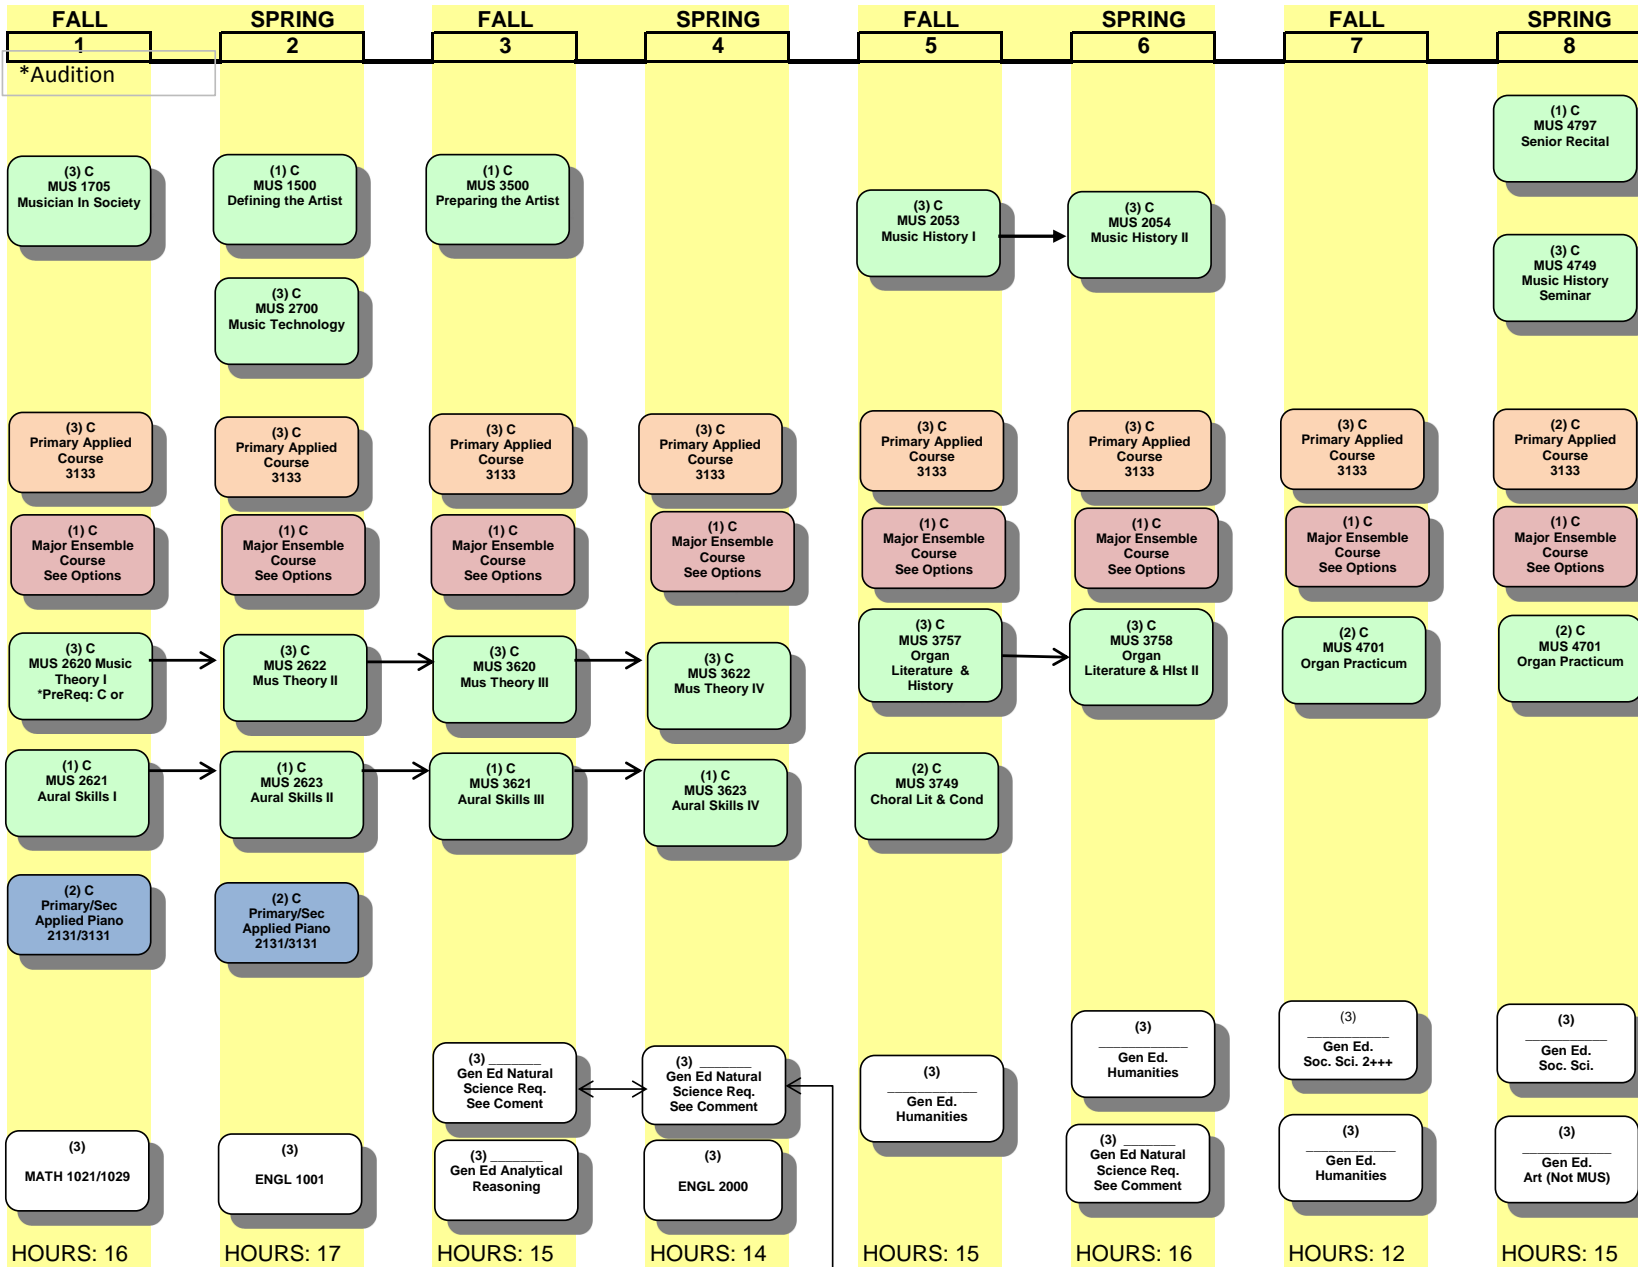 FALL
1
SPRING
2
FALL
3
SPRING
4
FALL
5
SPRING
6
FALL
7
SPRING
8
*Audition
(3) C
MUS 1705
Musician In Society
(3) C
Primary Applied
Course
3133
(1) C
Major Ensemble
Course
See Options
(3) C
MUS 2620 Music
Theory I
*PreReq: C or
(1) C
MUS 2621
Aural Skills I
(2) C
Primary/Sec
Applied Piano
2131/3131
(3)
MATH 1021/1029
HOURS: 16
(1) C
MUS 1500
Defining the Artist
(3) C
MUS 2700
Music Technology
(3) C
Primary Applied
Course
3133
(1) C
Major Ensemble
Course
See Options
(3) C
MUS 2622
Mus Theory II
(1) C
MUS 2623
Aural Skills II
(2) C
Primary/Sec
Applied Piano
2131/3131
(3)
ENGL 1001
HOURS: 17
(1) C
MUS 3500
Preparing the Artist
(3) C
Primary Applied
Course
3133
(1) C
Major Ensemble
Course
See Options
(3) C
MUS 3620
Mus Theory III
(1) C
MUS 3621
Aural Skills III
(3) _______
Gen Ed Natural
Science Req.
See Coment
(3) _______
Gen Ed Analytical
Reasoning
HOURS: 15
(3) C
Primary Applied
Course
3133
(1) C
Major Ensemble
Course
See Options
(3) C
MUS 3622
Mus Theory IV
(1) C
MUS 3623
Aural Skills IV
(3) _______
Gen Ed Natural
Science Req.
See Comment
(3)
ENGL 2000
HOURS: 14
(3) C
MUS 2053
Music History I
(3) C
Primary Applied
Course
3133
(1) C
Major Ensemble
Course
See Options
(3) C
MUS 3757
Organ
Literature &
History
(2) C
MUS 3749
Choral Lit & Cond
(3)
____________
Gen Ed.
Humanities
HOURS: 15
(3) C
MUS 2054
Music History II
(3) C
Primary Applied
Course
3133
(1) C
Major Ensemble
Course
See Options
(3) C
MUS 3758
Organ
Literature & HIst II
(3)
____________
Gen Ed.
Humanities
(3) _______
Gen Ed Natural
Science Req.
See Comment
HOURS: 16
(3) C
Primary Applied
Course
3133
(1) C
Major Ensemble
Course
See Options
(2) C
MUS 4701
Organ Practicum
(3)
___________
Gen Ed.
Soc. Sci. 2+++
(3)
____________
Gen Ed.
Humanities
HOURS: 12
(1) C
MUS 4797
Senior Recital
(3) C
MUS 4749
Music History
Seminar
(2) C
Primary Applied
Course
3133
(1) C
Major Ensemble
Course
See Options
(2) C
MUS 4701
Organ Practicum
(3)
___________
Gen Ed.
Soc. Sci.
(3)
____________
Gen Ed.
Art (Not MUS)
HOURS: 15